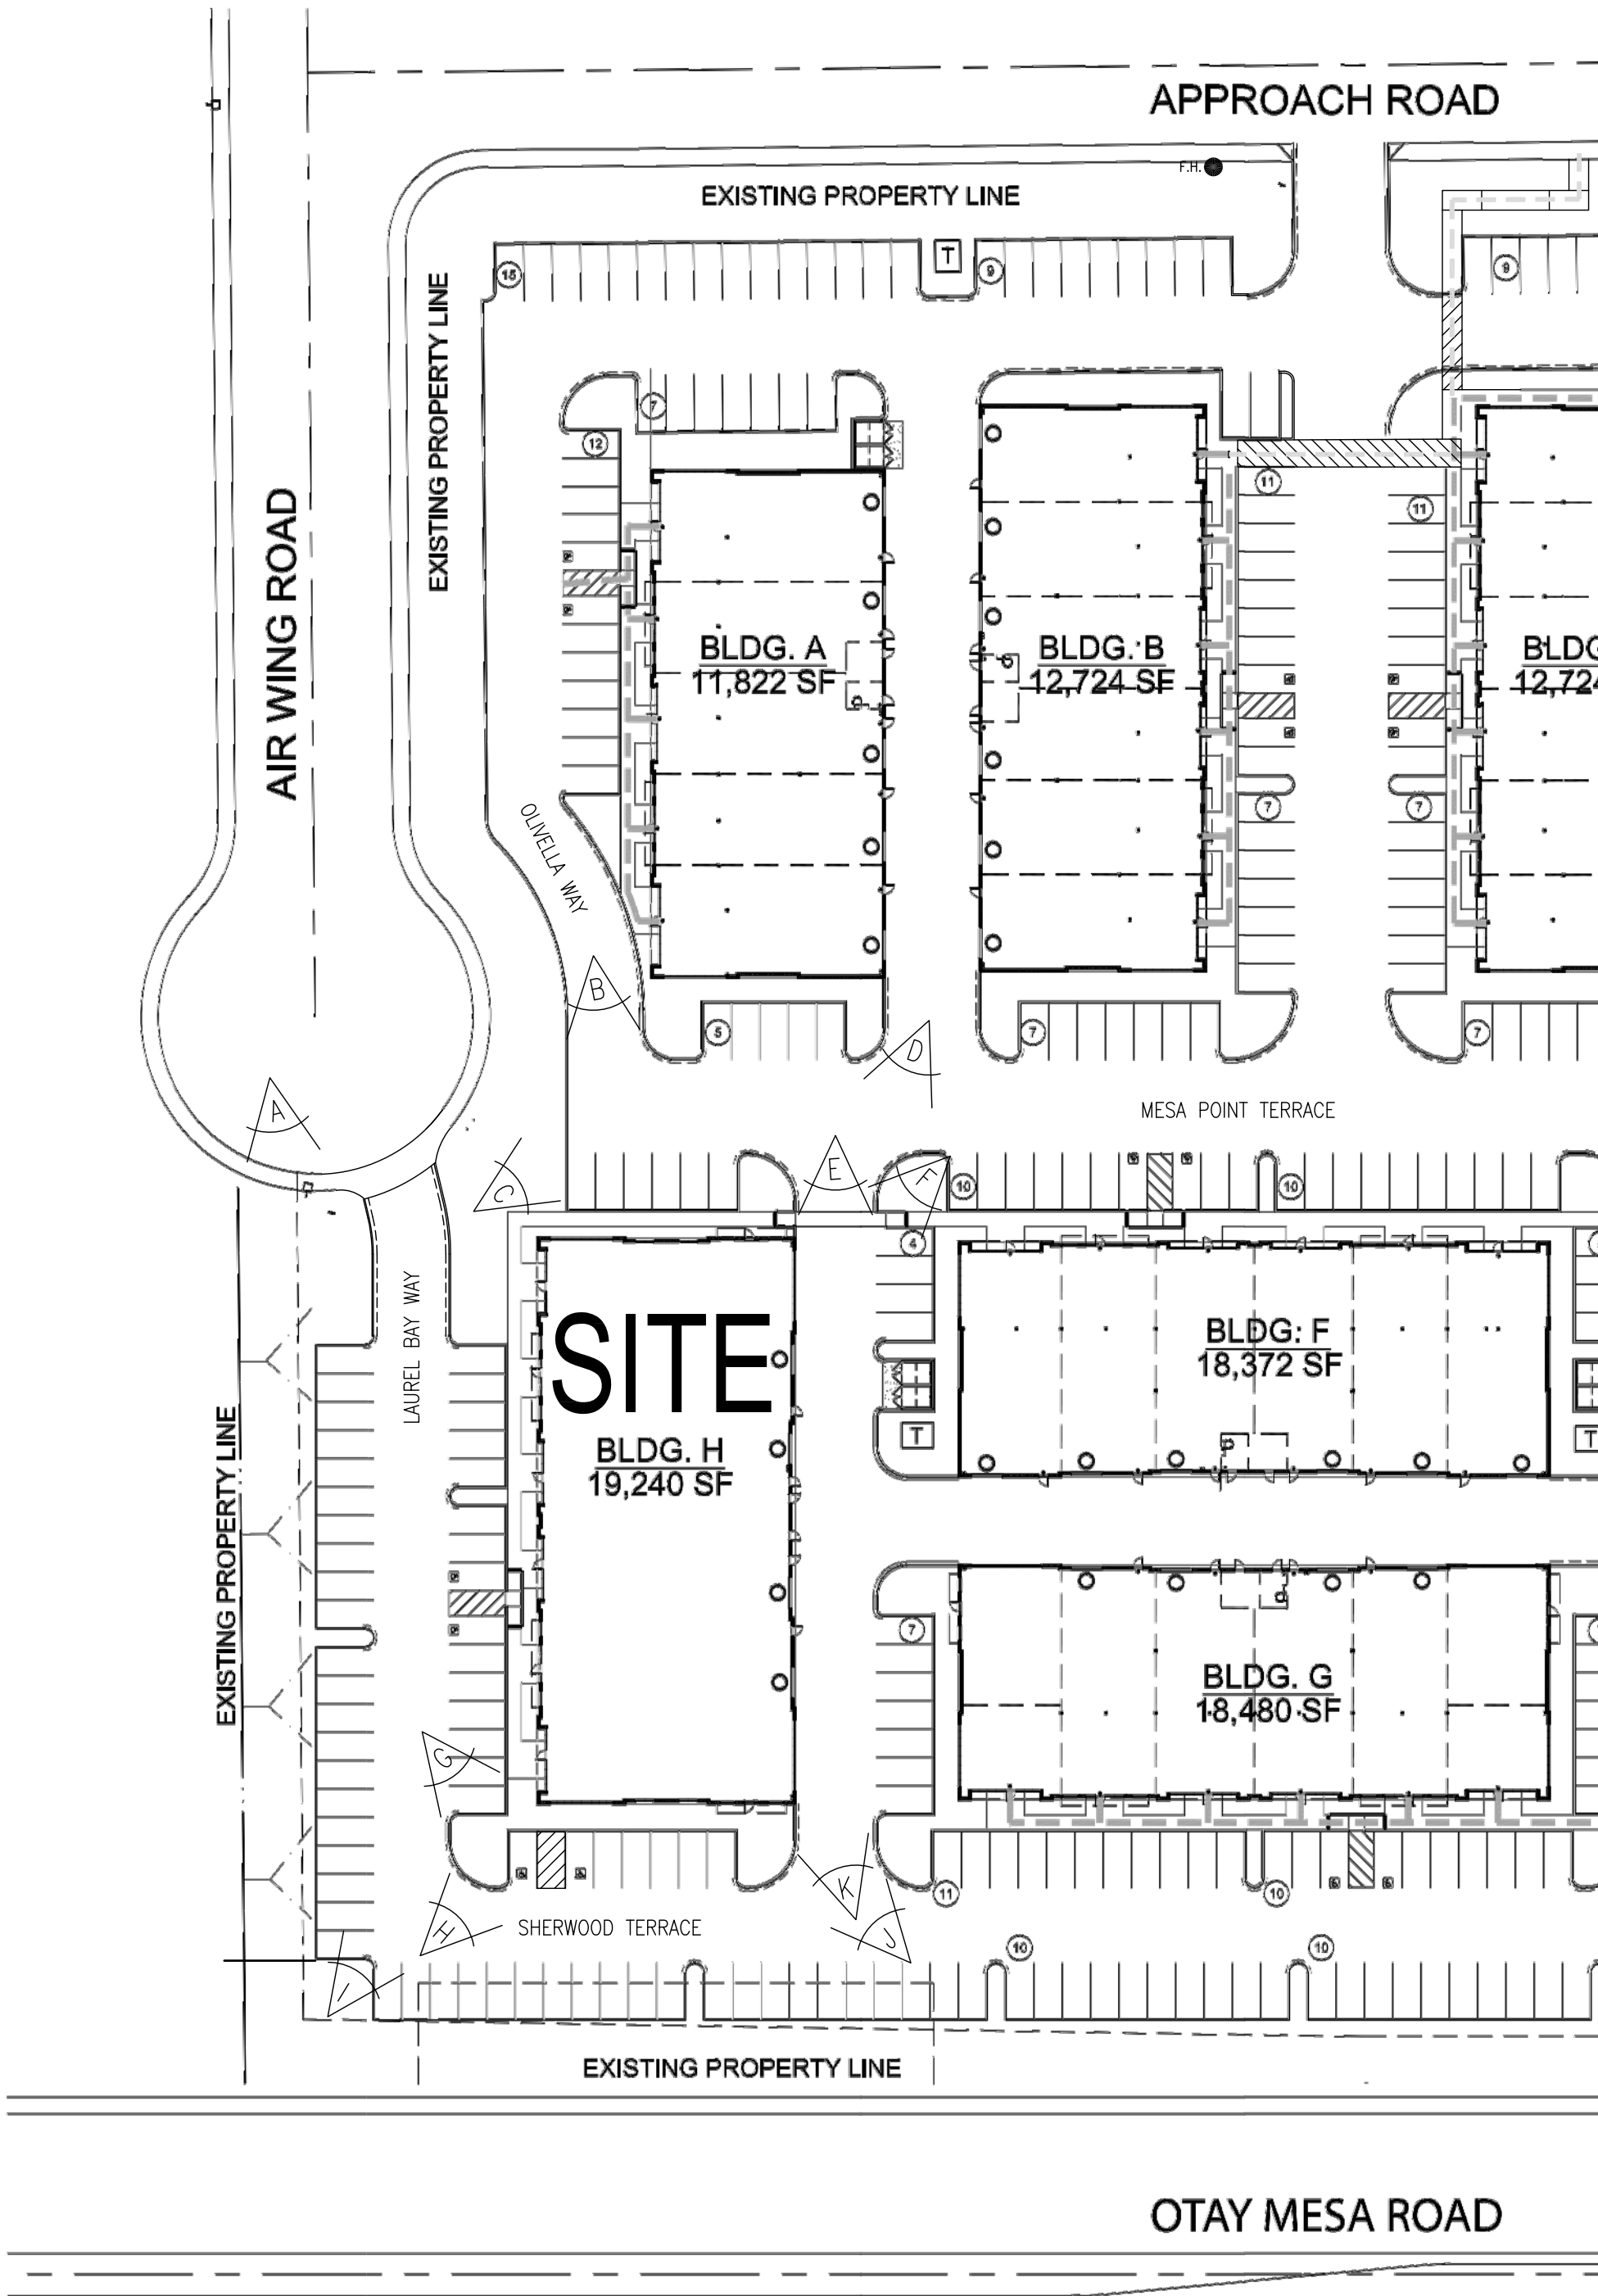 APPROACH ROAD
F.H.
EXISTING PROPERTY LINE
T
15
9
9
EXISTING PROPERTY LINE
7
12
11
11
AIR WING ROAD
BLDG. A
11,822 SF
BLDG. B
12,724 SF
BLDG
12,724
7
7
OLIVELLA WAY
B
5
D
7
7
A
MESA POINT TERRACE
C
E
F
10
10
4
LAUREL BAY WAY
SITE
BLDG. F
18,372 SF
T
T
BLDG. H
19,240 SF
EXISTING PROPERTY LINE
7
BLDG. G
18,480 SF
G
K
11
10
H
SHERWOOD TERRACE
J
10
10
I
EXISTING PROPERTY LINE
OTAY MESA ROAD